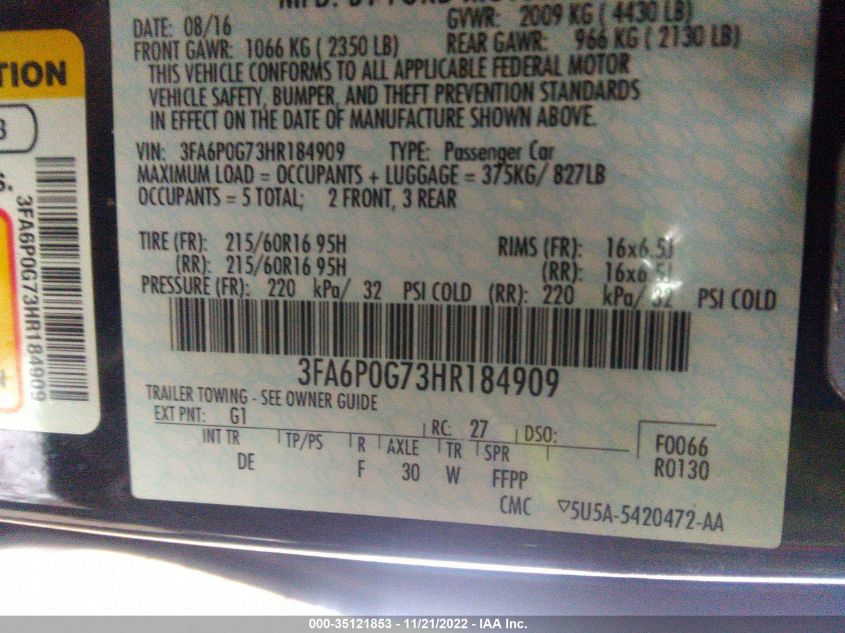 MFD. BY FORD
DATE: 08/16 GVWR: 2009 KG ( 4430 LB)
FRONT GAWR: 1066 KG ( 2350 LB) REAR GAWR: 966 KG ( 2130 LB)
THIS VEHICLE CONFORMS TO ALL APPLICABLE FEDERAL MOTOR
VEHICLE SAFETY, BUMPER, AND THEFT PREVENTION STANDARDS
IN EFFECT ON THE DATE OF MANUFACTURE SHOWN ABOVE.
VIN: 3FA6P0G73HR184909 TYPE: Passenger Car
MAXIMUM LOAD = OCCUPANTS + LUGGAGE = 375KG/ 827LB
OCCUPANTS = 5 TOTAL; 2 FRONT, 3 REAR
TIRE (FR): 215/60R16 95H RIMS (FR): 16x6.5J
(RR): 215/60R16 95H (RR): 16x6.5J
PRESSURE (FR): 220 kPa/ 32 PSI COLD (RR): 220 kPa/ 32 PSI COLD
3FA6P0G73HR184909
TRAILER TOWING - SEE OWNER GUIDE
EXT PNT: G1 RC: 27 DSO:
INT TR TP/PS R AXLE TR SPR
DE F 30 W FFPP
CMC
F0066
R0130
▽5U5A-5420472-AA
TION
3FA6P0G73HR184909
000-35121853 - 11/21/2022 - IAA Inc.